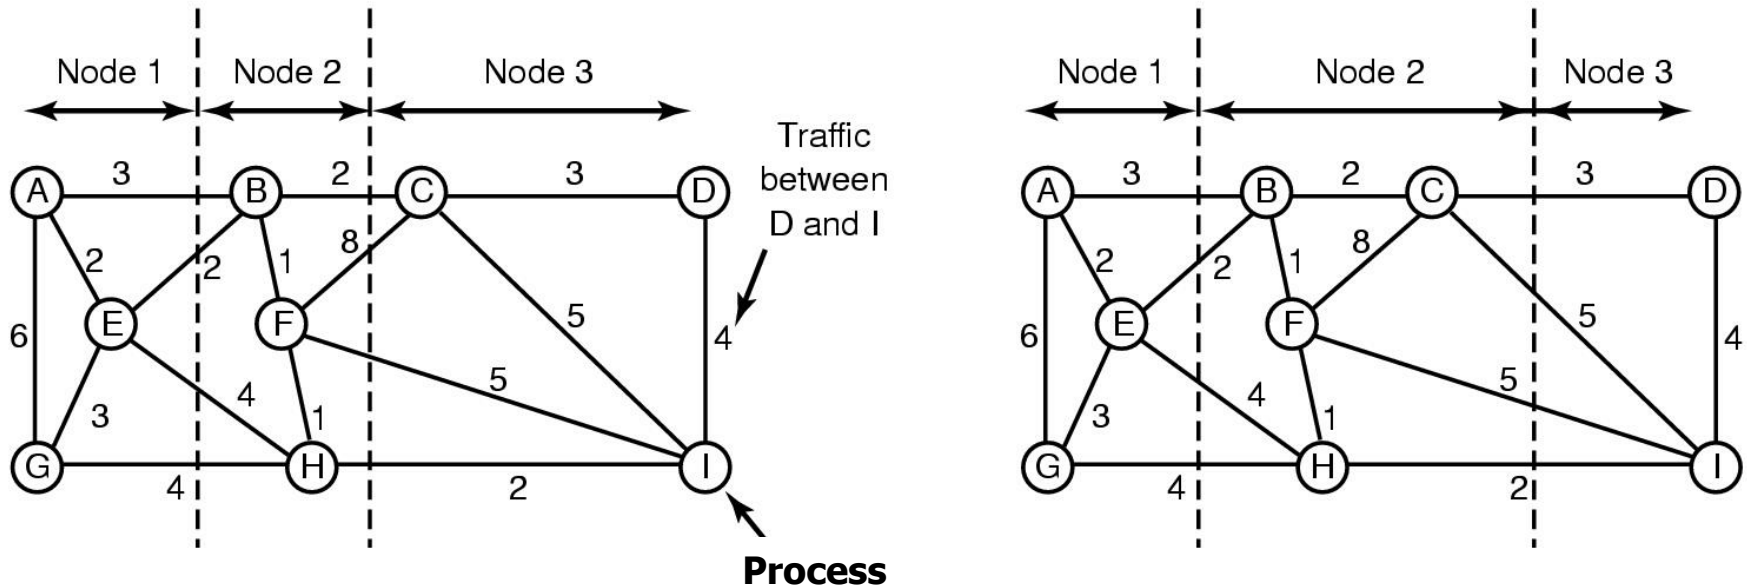 Node 1 Node 2 Node 3
Traffic
between
D and I
A 3 B 2 C 3 D
8
2 2 1
6 E F 5 4
5
3 4 1
G H I
4 2
Process
Node 1 Node 2 Node 3
A 3 B 2 C 3 D
8
2 2 1
6 E F 5 4
5
3 4 1
G H I
4 2